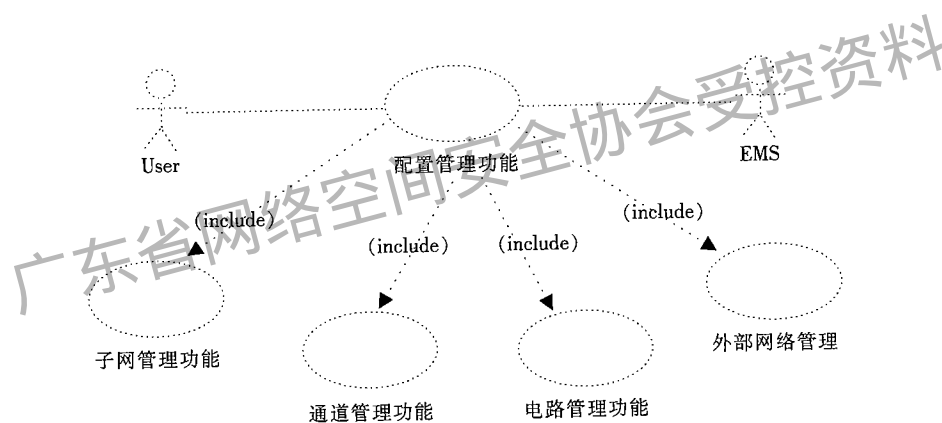 User
配置管理功能
EMS
(include)
(include)
(include)
(include)
子网管理功能
通道管理功能
电路管理功能
外部网络管理
广东省网络空间安全协会受控资料